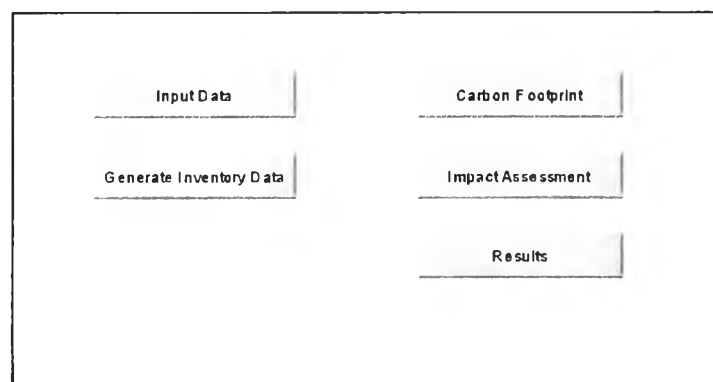 Input Data
Carbon Footprint
Generate Inventory Data
Impact Assessment
Results